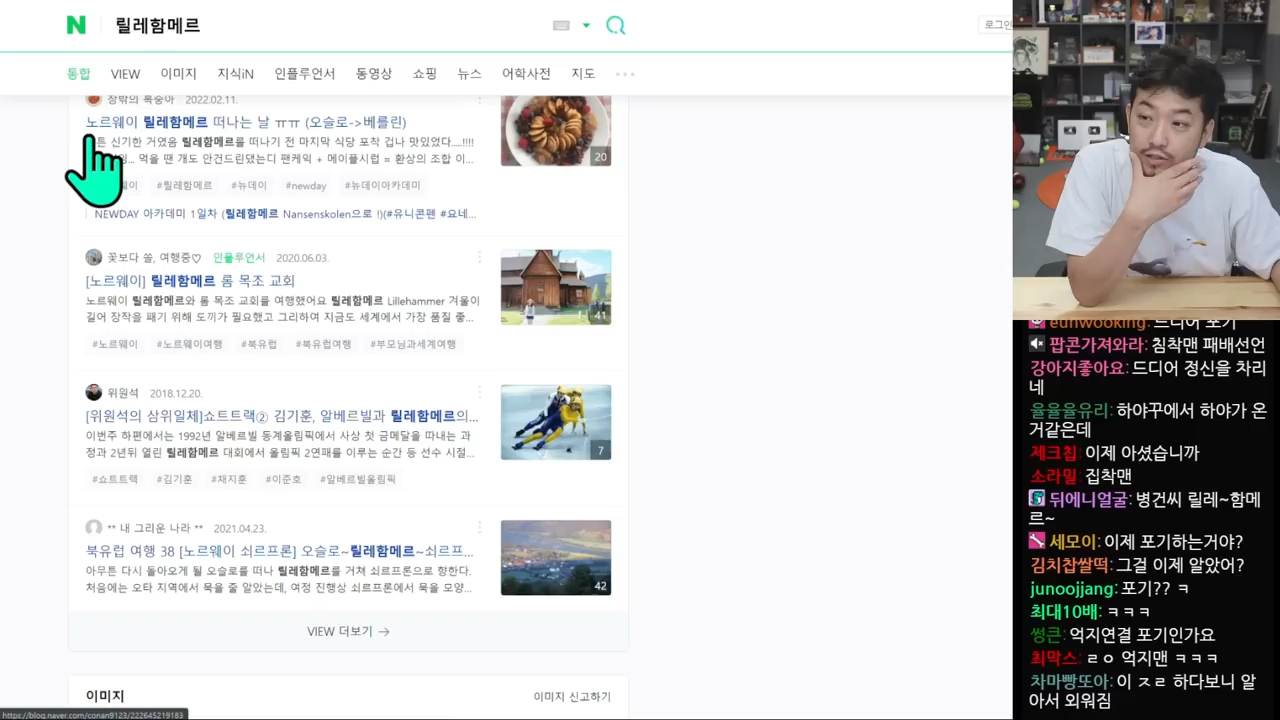 N 릴레함메르
로그인
통합 VIEW 이미지 지식iN 인플루언서 동영상 쇼핑 뉴스 어학사전 지도
창밖의 복숭아 2022.02.11.
노르웨이 릴레함메르 떠나는 날 ㅠㅠ (오슬로->베를린)
튼 신기한 거였음 릴레함메르를 떠나기 전 마지막 식당 포착 겁나 맛있었다.....!!!!
먹을 땐 개도 안건드린댔는디 팬케익 + 메이플시럽 = 환상의 조합 이...
20
#릴레함메르 #뉴데이 #newday #뉴데이아카데미
NEWDAY 아카데미 1일차 (릴레함메르 Nansenskolen으로 !)(#유니콘펜 #요네...
꽃보다 쏠, 여행중♡ 인플루언서 2020.06.03.
[노르웨이] 릴레함메르 롬 목조 교회
노르웨이 릴레함메르와 롬 목조 교회를 여행했어요 릴레함메르 Lillehammer 겨울이
길어 장작을 패기 위해 도끼가 필요했고 그리하여 지금도 세계에서 가장 품질 좋...
41
#노르웨이 #노르웨이여행 #북유럽 #북유럽여행 #부모님과세계여행
위원석 2018.12.20.
[위원석의 삼위일체]쇼트트랙② 김기훈, 알베르빌과 릴레함메르의...
이번주 하편에서는 1992년 알베르빌 동계올림픽에서 사상 첫 금메달을 따내는 과
정과 2년뒤 열린 릴레함메르 대회에서 올림픽 2연패를 이루는 순간 등 선수 시절...
7
#쇼트트랙 #김기훈 #채지훈 #이준호 #알베르빌올림픽
** 내 그리운 나라 ** 2021.04.23.
북유럽 여행 38 [노르웨이 쇠르프론] 오슬로~릴레함메르~쇠르프...
아무튼 다시 돌아오게 될 오슬로를 떠나 릴레함메르를 거쳐 쇠르프론으로 향한다.
처음에는 오타 지역에서 묵을 줄 알았는데, 여정 진행상 쇠르프론에서 묵을 모양...
42
VIEW 더보기 →
이미지 이미지 신고하기
https://blog.naver.com/conan9123/222645219183
eunwooking: 드디어 포기
팝콘가져와라: 침착맨 패배선언
강아지좋아요: 드디어 정신을 차리
네
율율율유리: 하야꾸에서 하야가 온
거같은데
제크칩: 이제 아셨습니까
소라밀: 집착맨
뒤에니얼굴: 병건씨 릴레~함메
르~
세모이: 이제 포기하는거야?
김치찹쌀떡: 그걸 이제 알았어?
junoojjang: 포기?? ㅋ
최대10배: ㅋㅋㅋ
썽큰: 억지연결 포기인가요
최막스: ㄹㅇ 억지맨 ㅋㅋㅋ
차마빵또아: 이 ㅈㄹ 하다보니 알
아서 외워짐